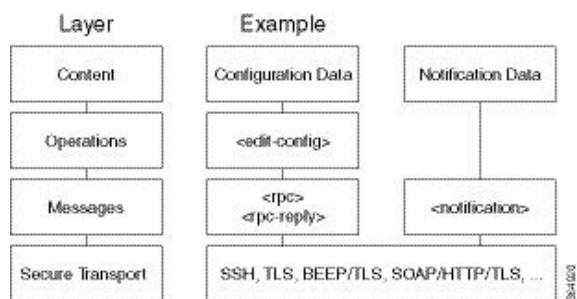 Layer Example
Content Configuration Data Notification Data
Operations <edit-config>
Messages <rpc> <notification>
<rpc-reply>
Secure Transport SSH, TLS, BEEP/TLS, SOAP/HTTP/TLS, ...